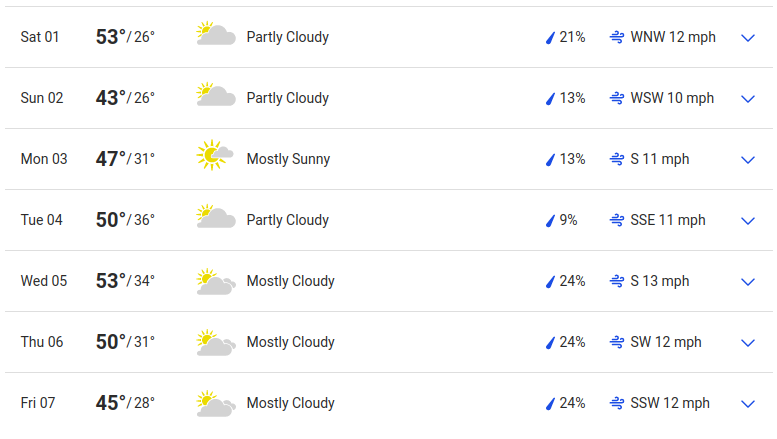 Sat 01 53°/ 26° Partly Cloudy 21% WNW 12 mph
Sun 02 43°/ 26° Partly Cloudy 13% WSW 10 mph
Mon 03 47°/ 31° Mostly Sunny 13% S 11 mph
Tue 04 50°/ 36° Partly Cloudy 9% SSE 11 mph
Wed 05 53°/ 34° Mostly Cloudy 24% S 13 mph
Thu 06 50°/ 31° Mostly Cloudy 24% SW 12 mph
Fri 07 45°/ 28° Mostly Cloudy 24% SSW 12 mph